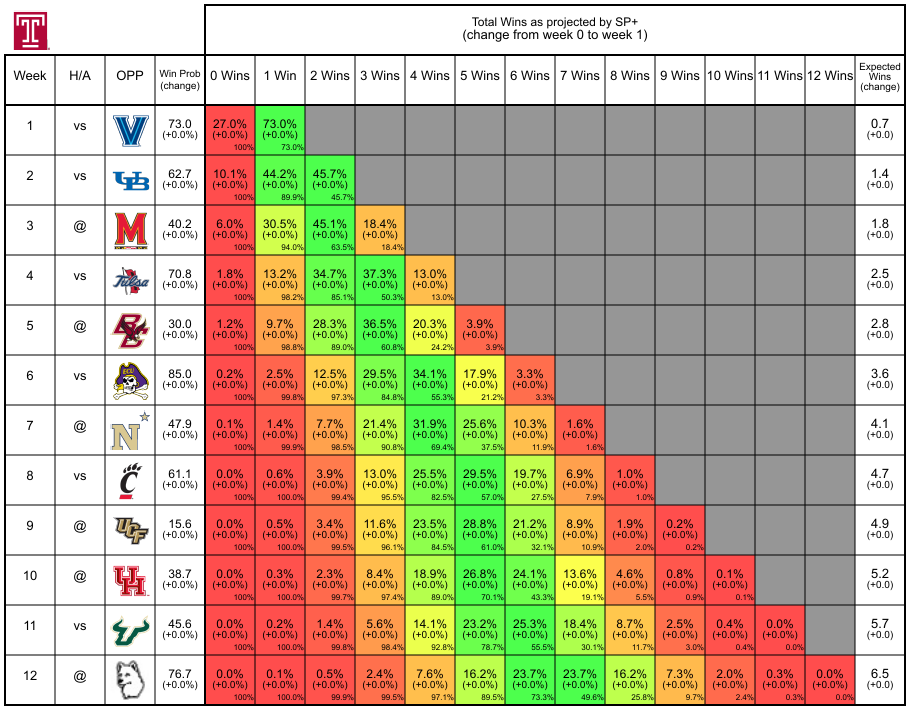 T
Total Wins as projected by SP+
(change from week 0 to week 1)
Week H/A OPP Win Prob (change) 0 Wins 1 Win 2 Wins 3 Wins 4 Wins 5 Wins 6 Wins 7 Wins 8 Wins 9 Wins 10 Wins 11 Wins 12 Wins Expected Wins (change)
1 vs V 73.0 27.0% 73.0% 0.7
(+0.0%) (+0.0%) (+0.0%) (+0.0)
100% 73.0%
2 vs UB 62.7 10.1% 44.2% 45.7% 1.4
(+0.0%) (+0.0%) (+0.0%) (+0.0%) (+0.0)
100% 89.9% 45.7%
3 @ M 40.2 6.0% 30.5% 45.1% 18.4% 1.8
(+0.0%) (+0.0%) (+0.0%) (+0.0%) (+0.0%) (+0.0)
100% 94.0% 63.5% 18.4%
4 vs Tulsa 70.8 1.8% 13.2% 34.7% 37.3% 13.0% 2.5
(+0.0%) (+0.0%) (+0.0%) (+0.0%) (+0.0%) (+0.0%) (+0.0)
100% 98.2% 85.1% 50.3% 13.0%
5 @ BC 30.0 1.2% 9.7% 28.3% 36.5% 20.3% 3.9% 2.8
(+0.0%) (+0.0%) (+0.0%) (+0.0%) (+0.0%) (+0.0%) (+0.0%) (+0.0)
100% 98.8% 89.0% 60.8% 24.2% 3.9%
6 vs ECU 85.0 0.2% 2.5% 12.5% 29.5% 34.1% 17.9% 3.3% 3.6
(+0.0%) (+0.0%) (+0.0%) (+0.0%) (+0.0%) (+0.0%) (+0.0%) (+0.0%) (+0.0)
100% 99.8% 97.3% 84.8% 55.3% 21.2% 3.3%
7 @ N 47.9 0.1% 1.4% 7.7% 21.4% 31.9% 25.6% 10.3% 1.6% 4.1
(+0.0%) (+0.0%) (+0.0%) (+0.0%) (+0.0%) (+0.0%) (+0.0%) (+0.0%) (+0.0%) (+0.0)
100% 99.9% 98.5% 90.8% 69.4% 37.5% 11.9% 1.6%
8 vs C 61.1 0.0% 0.6% 3.9% 13.0% 25.5% 29.5% 19.7% 6.9% 1.0% 4.7
(+0.0%) (+0.0%) (+0.0%) (+0.0%) (+0.0%) (+0.0%) (+0.0%) (+0.0%) (+0.0%) (+0.0%) (+0.0)
100% 100.0% 99.4% 95.5% 82.5% 57.0% 27.5% 7.9% 1.0%
9 @ UCF 15.6 0.0% 0.5% 3.4% 11.6% 23.5% 28.8% 21.2% 8.9% 1.9% 0.2% 4.9
(+0.0%) (+0.0%) (+0.0%) (+0.0%) (+0.0%) (+0.0%) (+0.0%) (+0.0%) (+0.0%) (+0.0%) (+0.0%) (+0.0)
100% 100.0% 99.5% 96.1% 84.5% 61.0% 32.1% 10.9% 2.0% 0.2%
10 @ UH 38.7 0.0% 0.3% 2.3% 8.4% 18.9% 26.8% 24.1% 13.6% 4.6% 0.8% 0.1% 5.2
(+0.0%) (+0.0%) (+0.0%) (+0.0%) (+0.0%) (+0.0%) (+0.0%) (+0.0%) (+0.0%) (+0.0%) (+0.0%) (+0.0%) (+0.0)
100% 100.0% 99.7% 97.4% 89.0% 70.1% 43.3% 19.1% 5.5% 0.9% 0.1%
11 vs 45.6 0.0% 0.2% 1.4% 5.6% 14.1% 23.2% 25.3% 18.4% 8.7% 2.5% 0.4% 0.0% 5.7
(+0.0%) (+0.0%) (+0.0%) (+0.0%) (+0.0%) (+0.0%) (+0.0%) (+0.0%) (+0.0%) (+0.0%) (+0.0%) (+0.0%) (+0.0%) (+0.0)
100% 100.0% 99.8% 98.4% 92.8% 78.7% 55.5% 30.1% 11.7% 3.0% 0.4% 0.0%
12 @ 76.7 0.0% 0.1% 0.5% 2.4% 7.6% 16.2% 23.7% 23.7% 16.2% 7.3% 2.0% 0.3% 0.0% 6.5
(+0.0%) (+0.0%) (+0.0%) (+0.0%) (+0.0%) (+0.0%) (+0.0%) (+0.0%) (+0.0%) (+0.0%) (+0.0%) (+0.0%) (+0.0%) (+0.0%) (+0.0)
100% 100.0% 99.9% 99.5% 97.1% 89.5% 73.3% 49.6% 25.8% 9.7% 2.4% 0.3% 0.0%